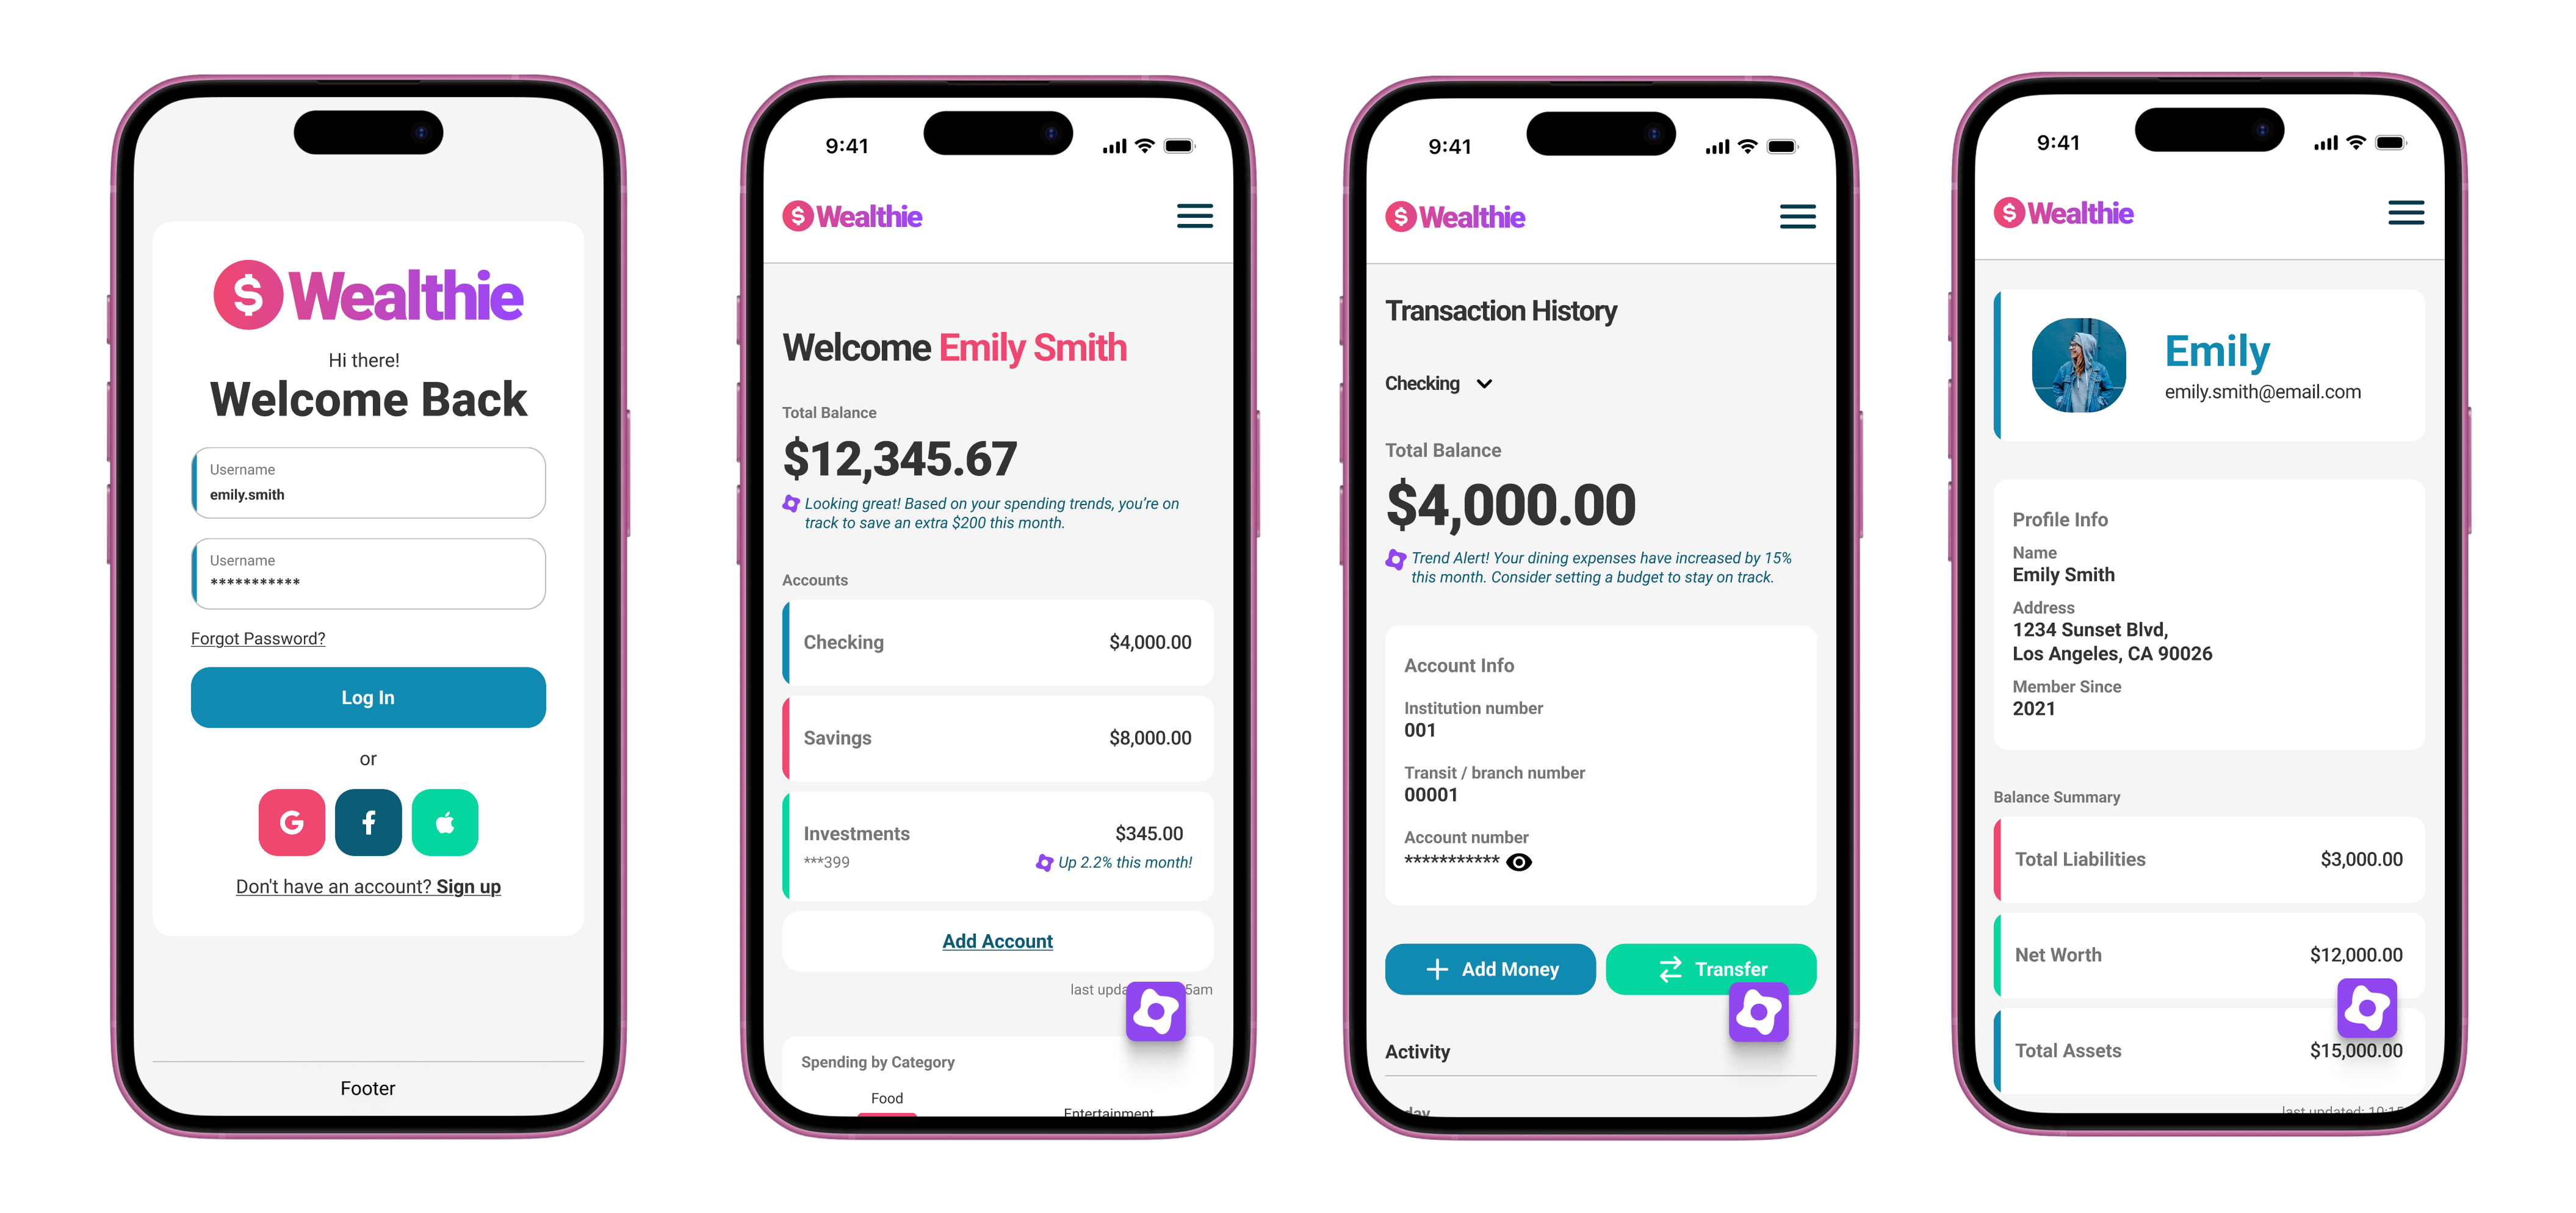 Wealthie
Hi there!
Welcome Back
Username
emily.smith
Username
***********
Forgot Password?
Log In
or
Don't have an account? Sign up
Footer
9:41
Wealthie
Welcome Emily Smith
Total Balance
$12,345.67
Looking great! Based on your spending trends, you're on
track to save an extra $200 this month.
Accounts
Checking $4,000.00
Savings $8,000.00
Investments $345.00
***399 Up 2.2% this month!
Add Account
last
Spending by Category
Food
Entertainment
9:41
Wealthie
Transaction History
Checking
Total Balance
$4,000.00
Trend Alert! Your dining expenses have increased by 15%
this month. Consider setting a budget to stay on track.
Account Info
Institution number
001
Transit / branch number
00001
Account number
***********
Add Money
Transfer
Activity
9:41
Wealthie
Emily
emily.smith@email.com
Profile Info
Name
Emily Smith
Address
1234 Sunset Blvd,
Los Angeles, CA 90026
Member Since
2021
Balance Summary
Total Liabilities $3,000.00
Net Worth $12,000.00
Total Assets $15,000.00
last updated: